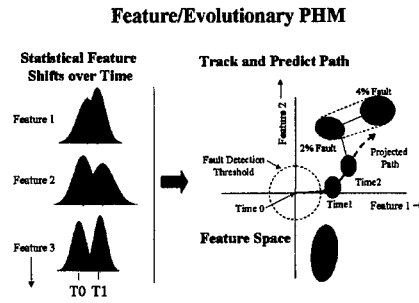 Feature/Evolutionary PHM
Statistical Feature
Shifts over Time
Feature 1
Feature 2
Feature 3
T0 T1
Track and Predict Path
Feature 2
4% Fault
2% Fault
Fault Detection
Threshold
Projected
Path
Time2
Time 0
Time1
Feature 1
Feature Space